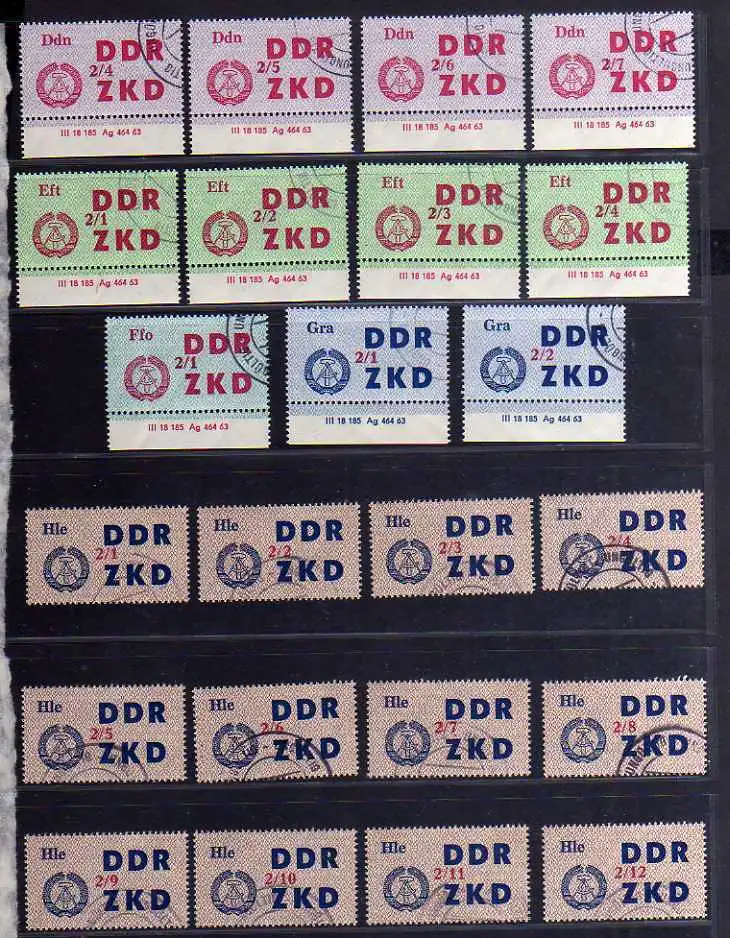 Ddn DDR
2/4
ZKD
III 18 185 Ag 464 63
Ddn DDR
2/5
ZKD
III 18 185 Ag 464 63
Ddn DDR
2/6
ZKD
III 18 185 Ag 464 63
Ddn DDR
2/7
ZKD
III 18 185 Ag 464 63
Eft DDR
2/1
ZKD
III 18 185 Ag 464 63
Eft DDR
2/2
ZKD
III 18 185 Ag 464 63
Eft DDR
2/3
ZKD
III 18 185 Ag 464 63
Eft DDR
2/4
ZKD
III 18 185 Ag 464 63
Ffo DDR
2/1
ZKD
III 18 185 Ag 464 63
Gra DDR
2/1
ZKD
III 18 185 Ag 464 63
Gra DDR
2/2
ZKD
III 18 185 Ag 464 63
Hle DDR
2/1
ZKD
Hle DDR
2/2
ZKD
Hle DDR
2/3
ZKD
Hle DDR
2/4
ZKD
Hle DDR
2/5
ZKD
Hle DDR
2/6
ZKD
Hle DDR
2/7
ZKD
Hle DDR
2/8
ZKD
Hle DDR
2/9
ZKD
Hle DDR
2/10
ZKD
Hle DDR
2/11
ZKD
Hle DDR
2/12
ZKD